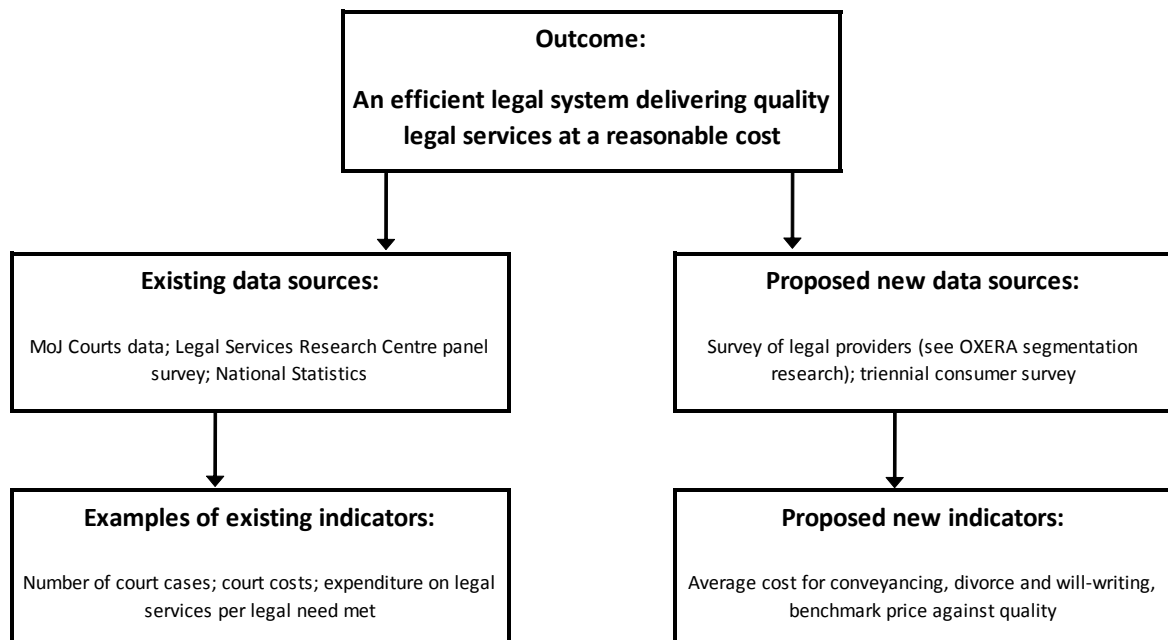 Outcome:
An efficient legal system delivering quality
legal services at a reasonable cost
Existing data sources:
MoJ Courts data; Legal Services Research Centre panel
survey; National Statistics
Proposed new data sources:
Survey of legal providers (see OXERA segmentation
research); triennial consumer survey
Examples of existing indicators:
Number of court cases; court costs; expenditure on legal
services per legal need met
Proposed new indicators:
Average cost for conveyancing, divorce and will-writing,
benchmark price against quality